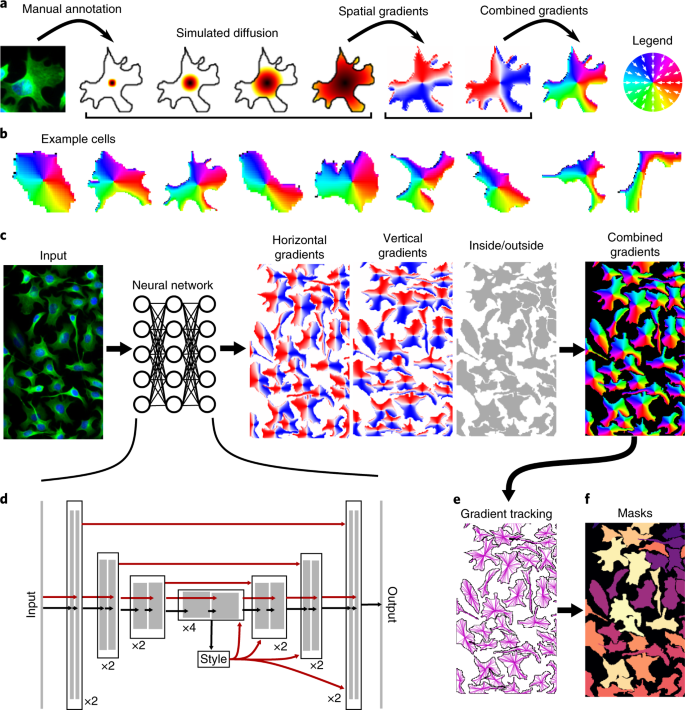 a
Manual annotation
Simulated diffusion
Spatial gradients
Combined gradients
Legend
b
Example cells
c
Input
Neural network
Horizontal
gradients
Vertical
gradients
Inside/outside
Combined
gradients
d
Input
×2
×2
×2
×4
Style
×2
×2
×2
Output
e
Gradient tracking
f
Masks